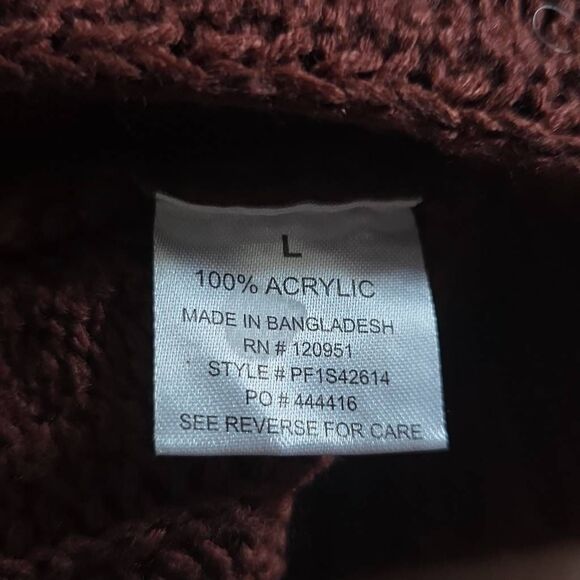 L
100% ACRYLIC
MADE IN BANGLADESH
RN # 120951
STYLE # PF1S42614
PO # 444416
SEE REVERSE FOR CARE